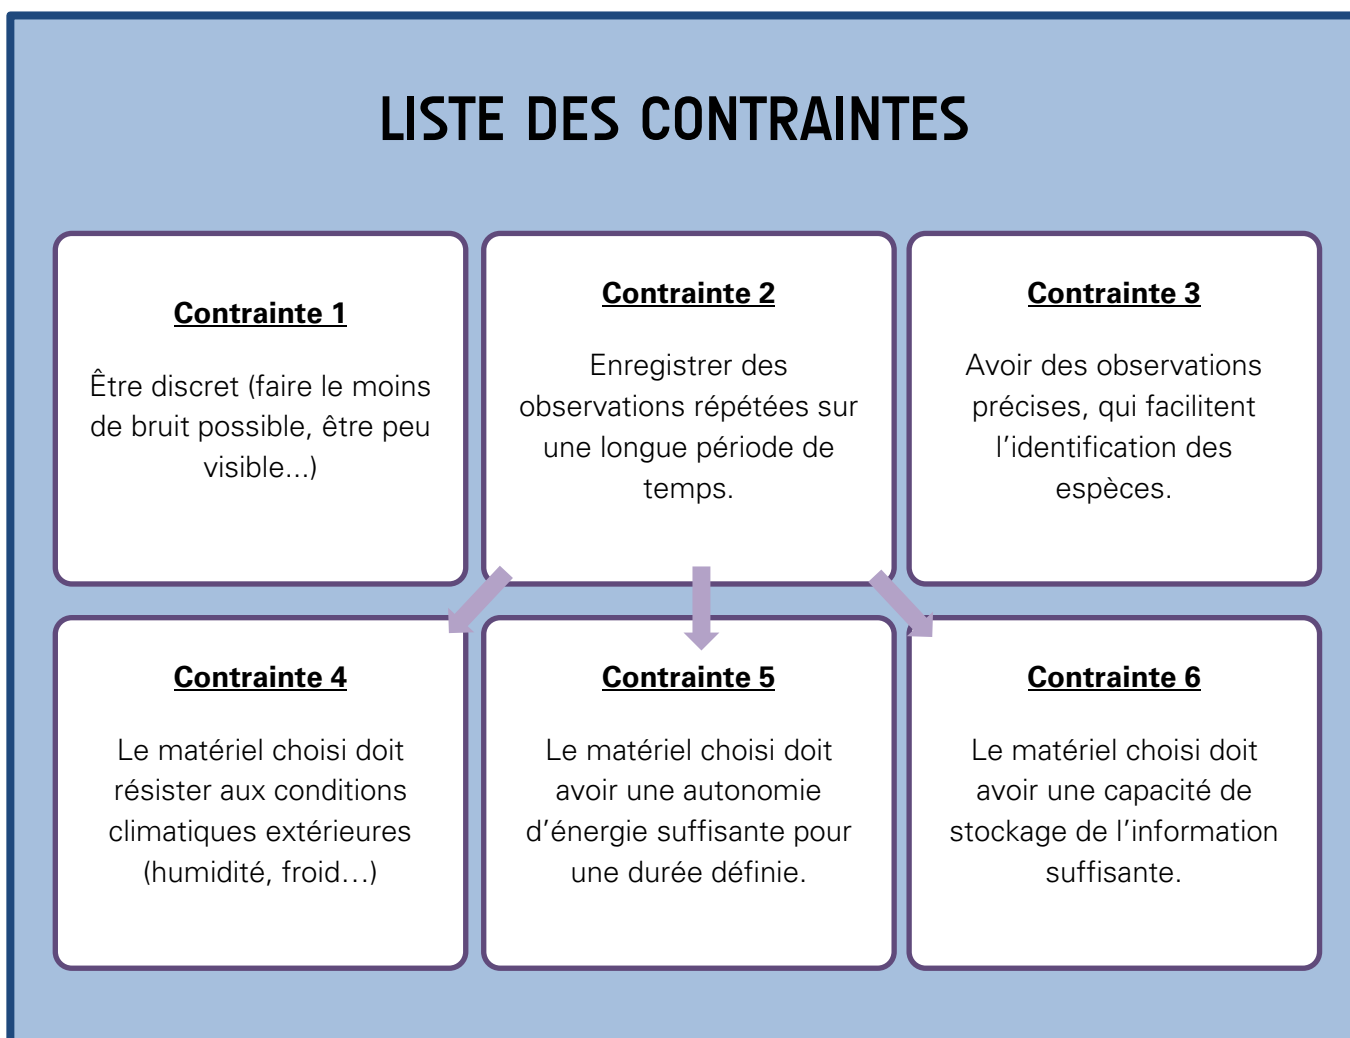 LISTE DES CONTRAINTES
Contrainte 1
Être discret (faire le moins
de bruit possible, être peu
visible...)
Contrainte 2
Enregistrer des
observations répétées sur
une longue période de
temps.
Contrainte 3
Avoir des observations
précises, qui facilitent
l’identification des
espèces.
Contrainte 4
Le matériel choisi doit
résister aux conditions
climatiques extérieures
(humidité, froid…)
Contrainte 5
Le matériel choisi doit
avoir une autonomie
d’énergie suffisante pour
une durée définie.
Contrainte 6
Le matériel choisi doit
avoir une capacité de
stockage de l’information
suffisante.